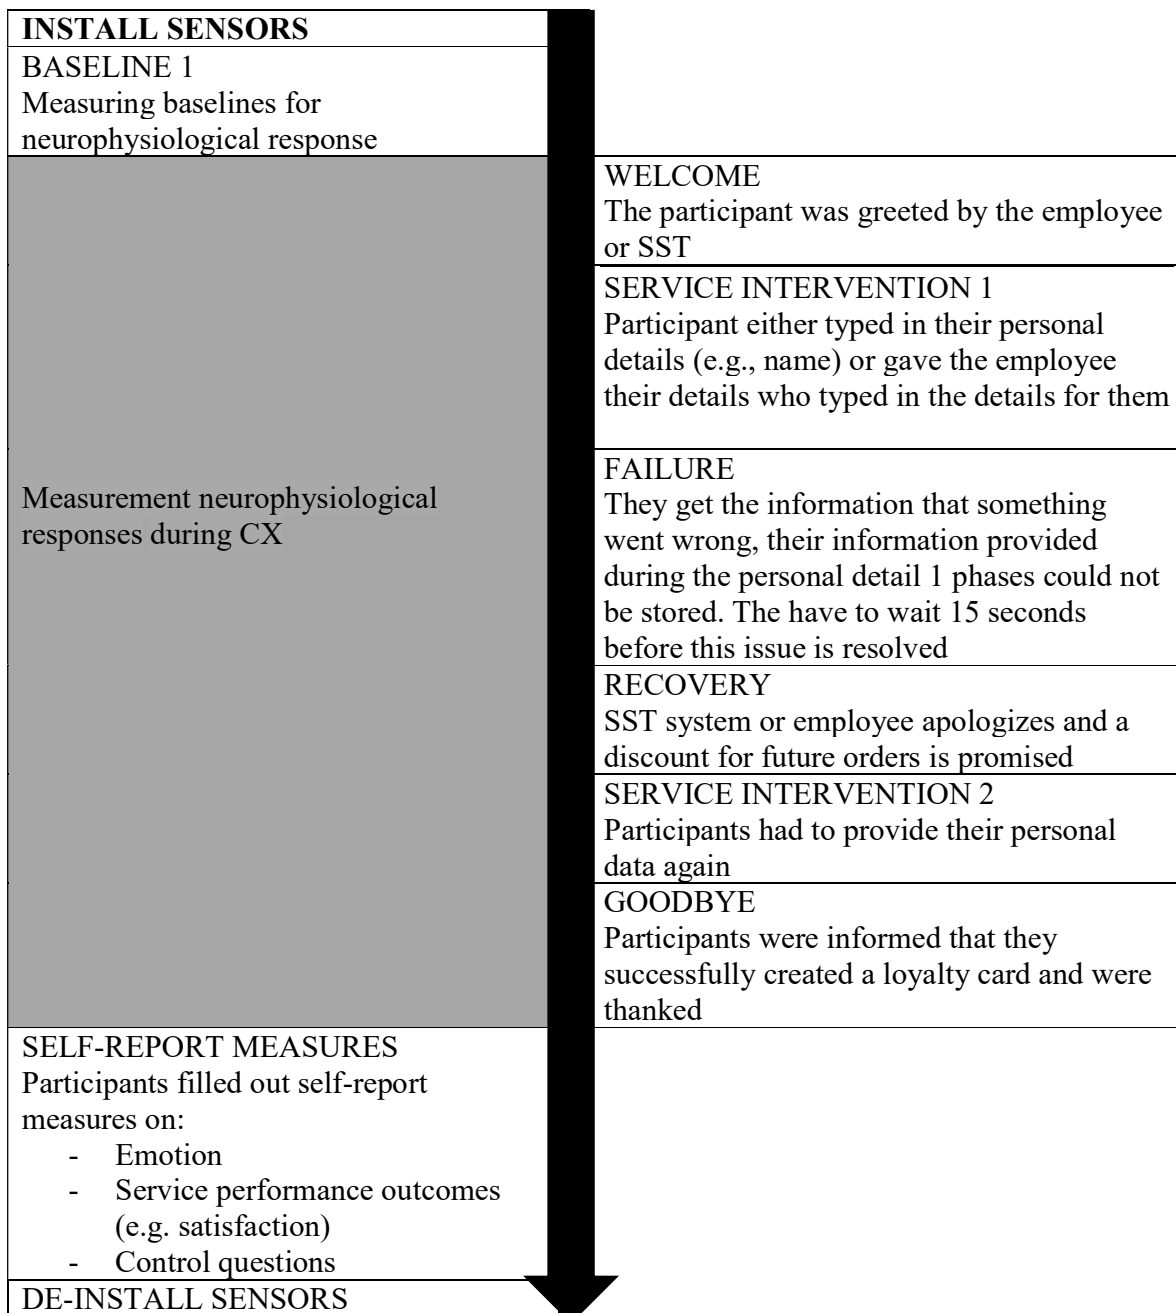 INSTALL SENSORS
BASELINE 1
Measuring baselines for
neurophysiological response
WELCOME
The participant was greeted by the employee
or SST
SERVICE INTERVENTION 1
Participant either typed in their personal
details (e.g., name) or gave the employee
their details who typed in the details for them
Measurement neurophysiological
responses during CX
FAILURE
They get the information that something
went wrong, their information provided
during the personal detail 1 phases could not
be stored. The have to wait 15 seconds
before this issue is resolved
RECOVERY
SST system or employee apologizes and a
discount for future orders is promised
SERVICE INTERVENTION 2
Participants had to provide their personal
data again
GOODBYE
Participants were informed that they
successfully created a loyalty card and were
thanked
SELF-REPORT MEASURES
Participants filled out self-report
measures on:
- Emotion
- Service performance outcomes
(e.g. satisfaction)
- Control questions
DE-INSTALL SENSORS